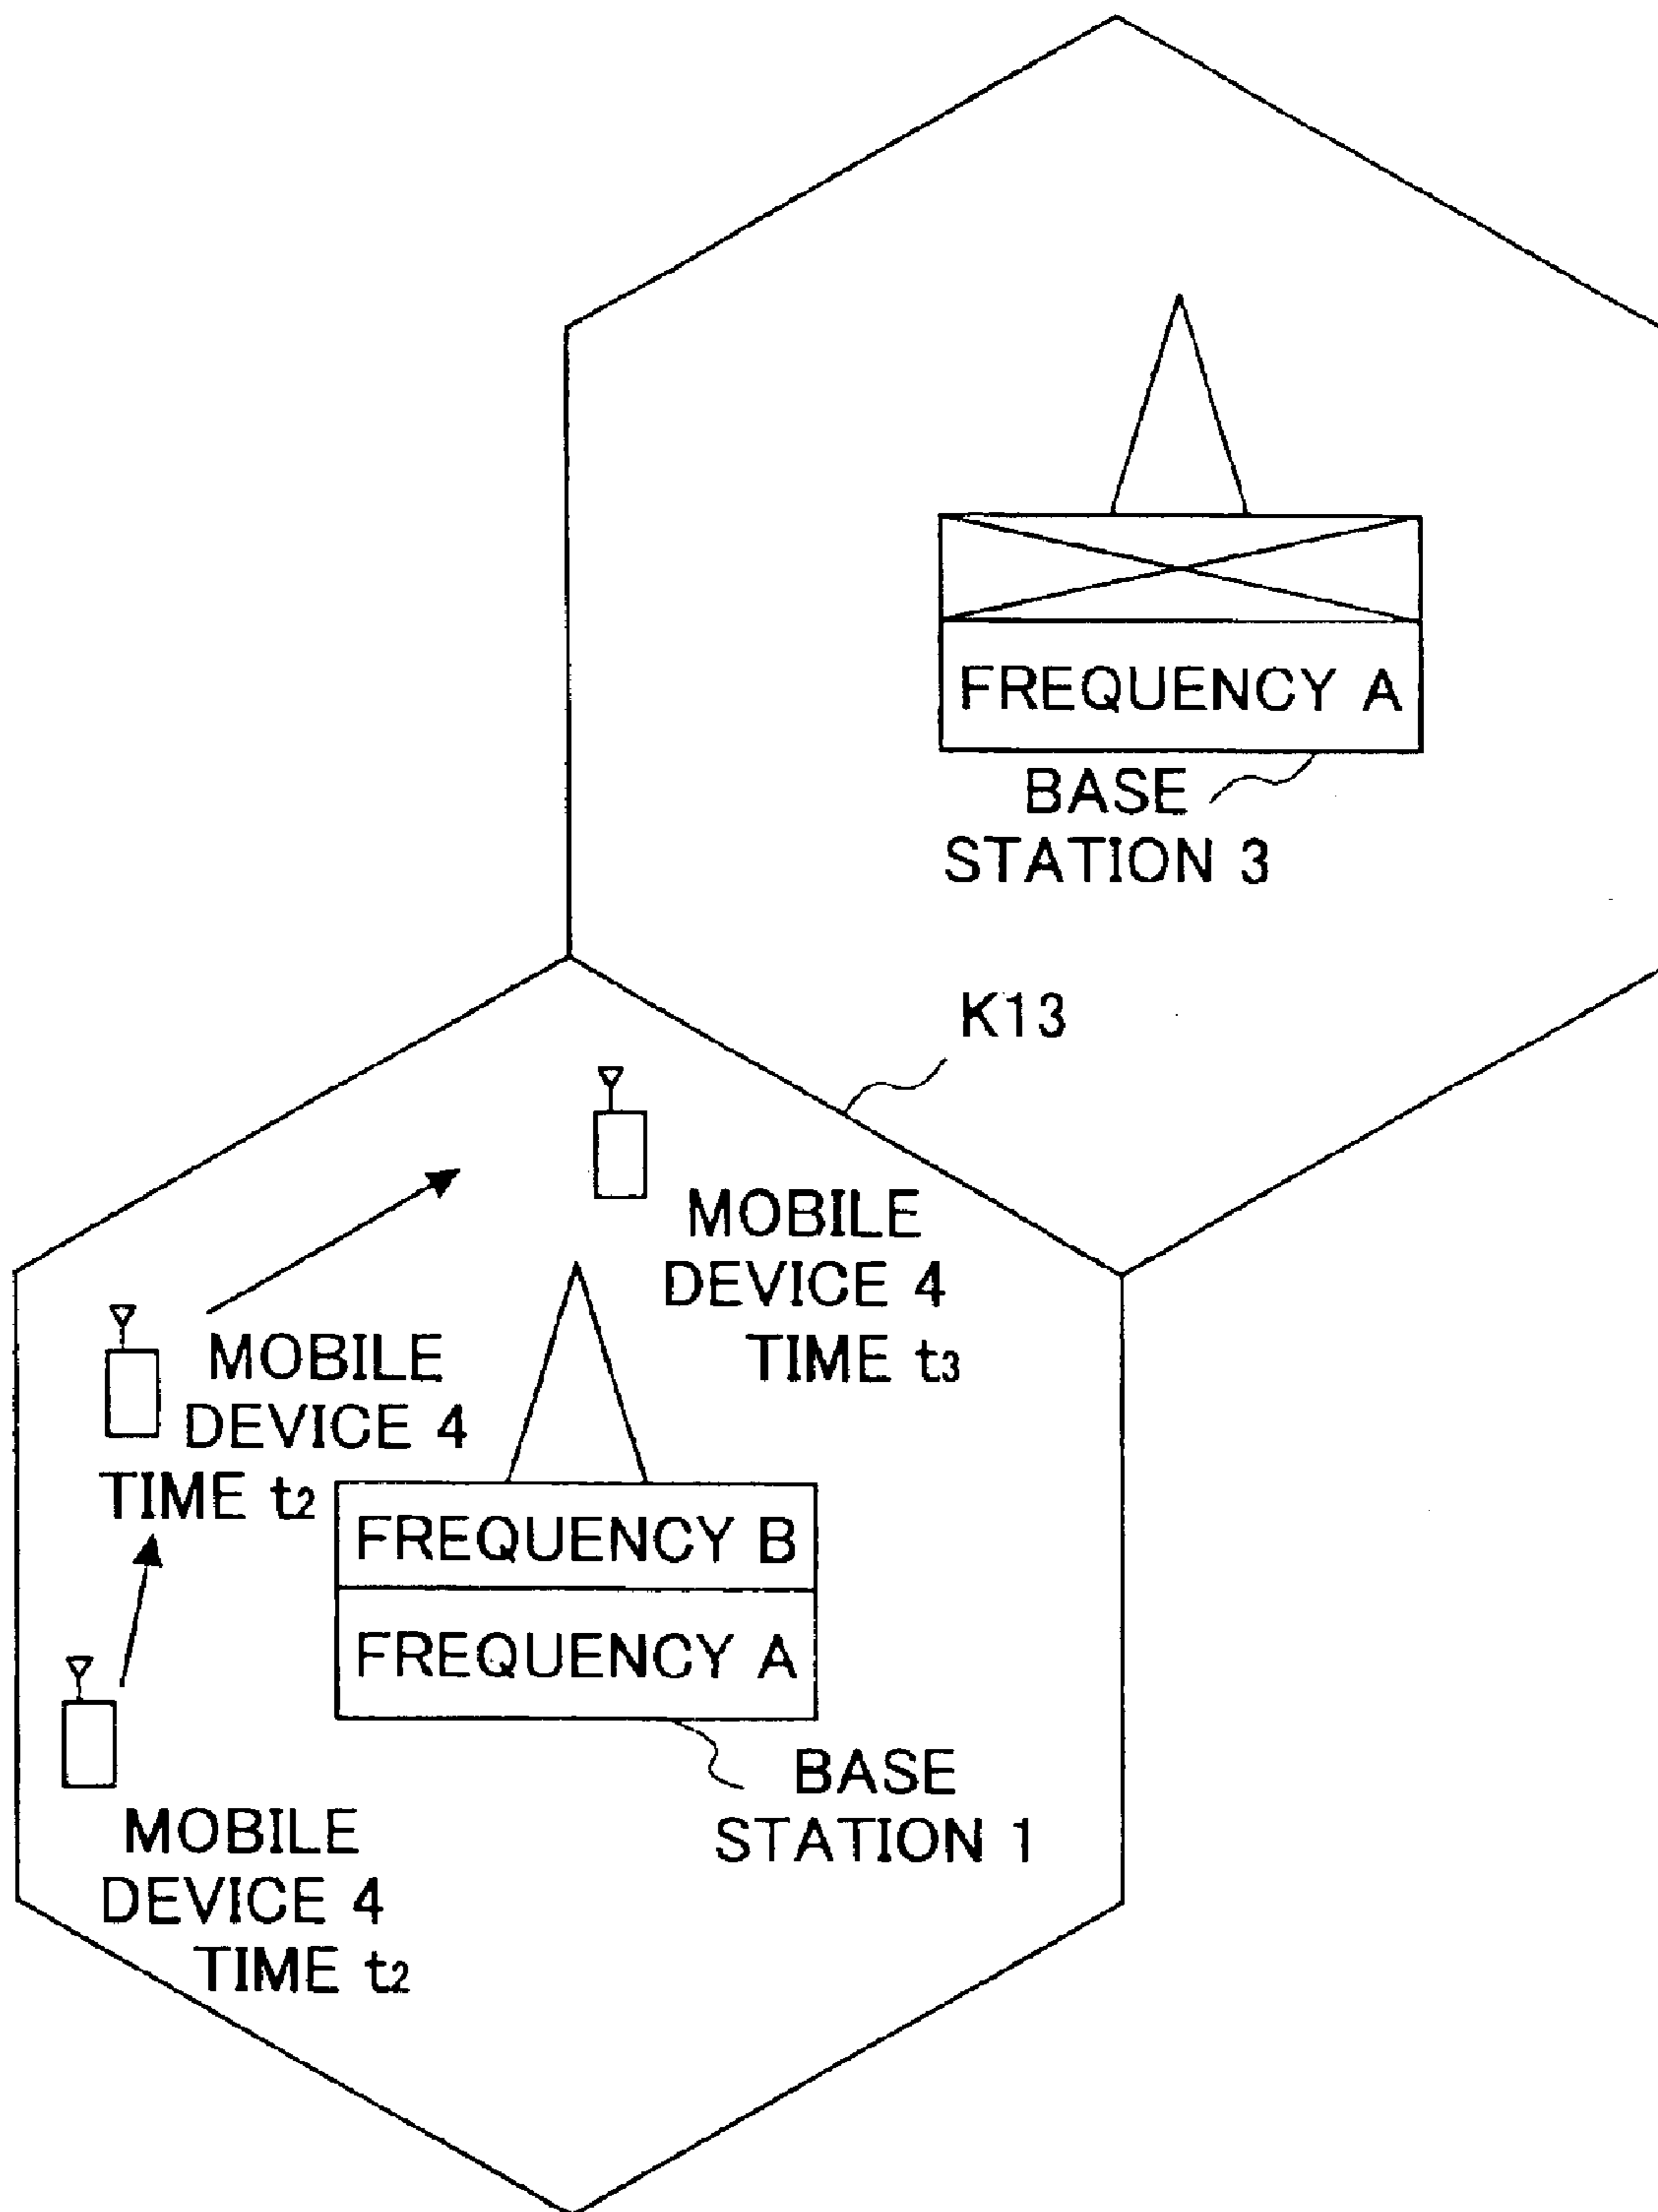 FREQUENCY A
BASE
STATION 3
K13
MOBILE
DEVICE 4
TIME t3
MOBILE
DEVICE 4
TIME t2
FREQUENCY B
FREQUENCY A
BASE
STATION 1
MOBILE
DEVICE 4
TIME t2